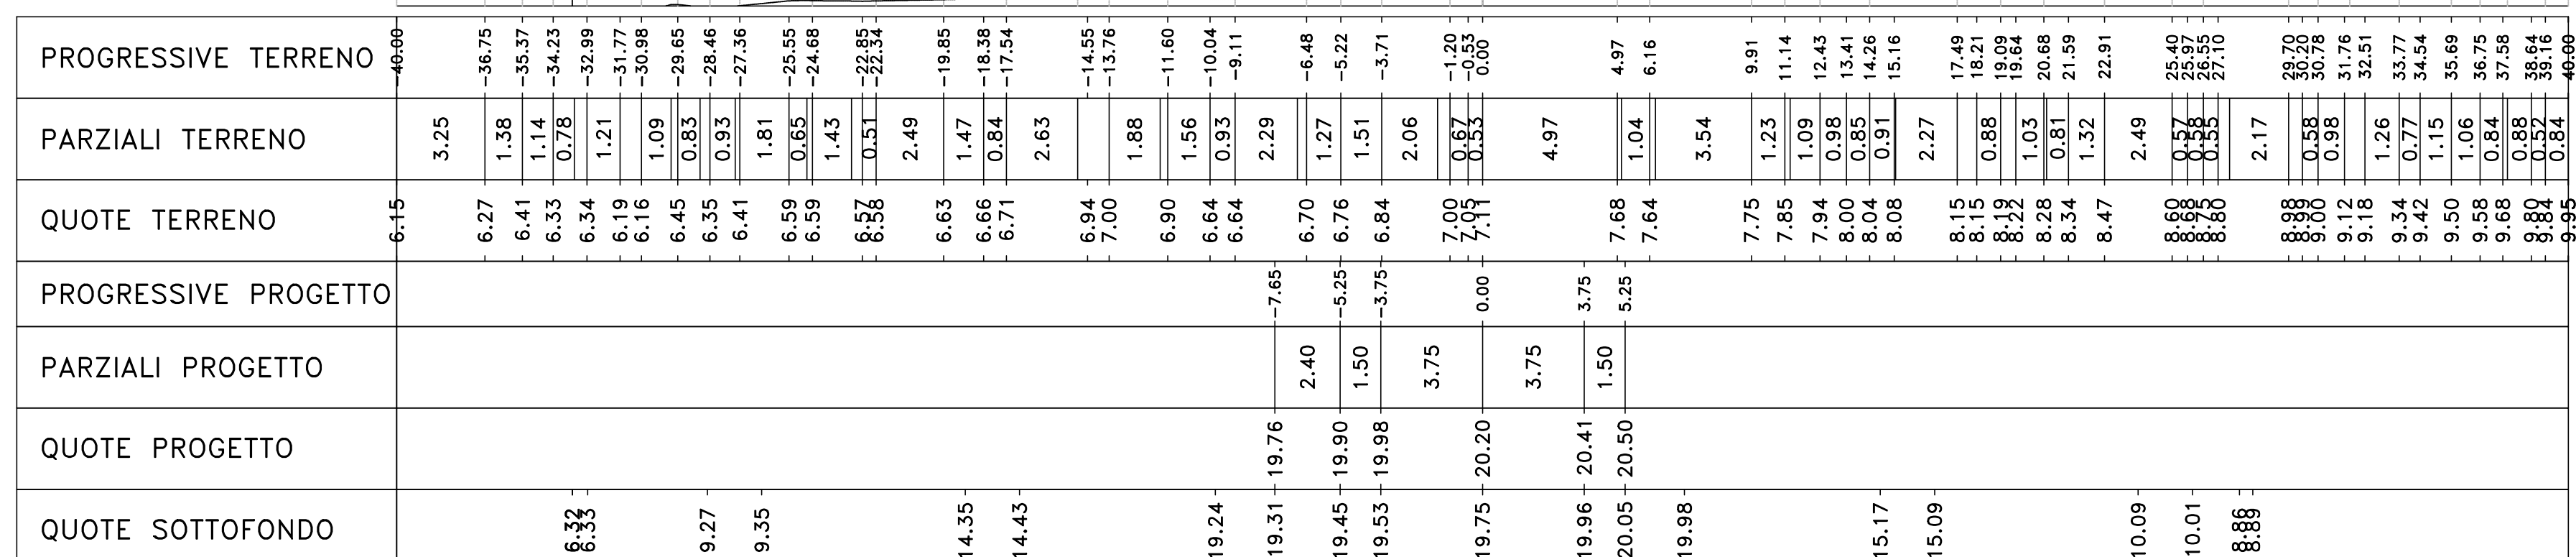 PROGRESSIVE TERRENO -40.00 -36.75 -35.37 -34.23 -32.99 -31.77 -30.98 -29.65 -28.46 -27.36 -25.55 -24.68 -22.85 -22.34 -19.85 -18.38 -17.54 -14.55 -13.76 -11.60 -10.04 -9.11 -6.48 -5.22 -3.71 -1.20 -0.53 0.00 4.97 6.16 9.91 11.14 12.43 13.41 14.26 15.16 17.49 18.21 19.09 19.64 20.68 21.59 22.91 25.40 25.97 26.55 27.10 29.70 30.20 30.78 31.76 32.51 33.77 34.54 35.69 36.75 37.58 38.64 39.16 40.00
PARZIALI TERRENO 3.25 1.38 1.14 0.78 1.21 1.09 0.83 0.93 1.81 0.65 1.43 0.51 2.49 1.47 0.84 2.63 1.88 1.56 0.93 2.29 1.27 1.51 2.06 0.67 0.53 4.97 1.04 3.54 1.23 1.09 0.98 0.85 0.91 2.27 0.88 1.03 0.81 1.32 2.49 0.57 0.58 0.55 2.17 0.58 0.98 1.26 0.77 1.15 1.06 0.84 0.88 0.52 0.84
QUOTE TERRENO 6.15 6.27 6.41 6.33 6.34 6.19 6.16 6.45 6.35 6.41 6.59 6.59 6.57 6.58 6.63 6.66 6.71 6.94 7.00 6.90 6.64 6.64 6.70 6.76 6.84 7.00 7.05 7.11 7.68 7.64 7.75 7.85 7.94 8.00 8.04 8.08 8.15 8.15 8.19 8.22 8.28 8.34 8.47 8.60 8.68 8.75 8.80 8.98 8.99 9.00 9.12 9.18 9.34 9.42 9.50 9.58 9.68 9.80 9.84 9.95
PROGRESSIVE PROGETTO -7.65 -5.25 -3.75 0.00 3.75 5.25
PARZIALI PROGETTO 2.40 1.50 3.75 3.75 1.50
QUOTE PROGETTO 19.76 19.90 19.98 20.20 20.41 20.50
QUOTE SOTTOFONDO 6.32 6.33 9.27 9.35 14.35 14.43 19.24 19.31 19.45 19.53 19.75 19.96 20.05 19.98 15.17 15.09 10.09 10.01 8.86 8.89